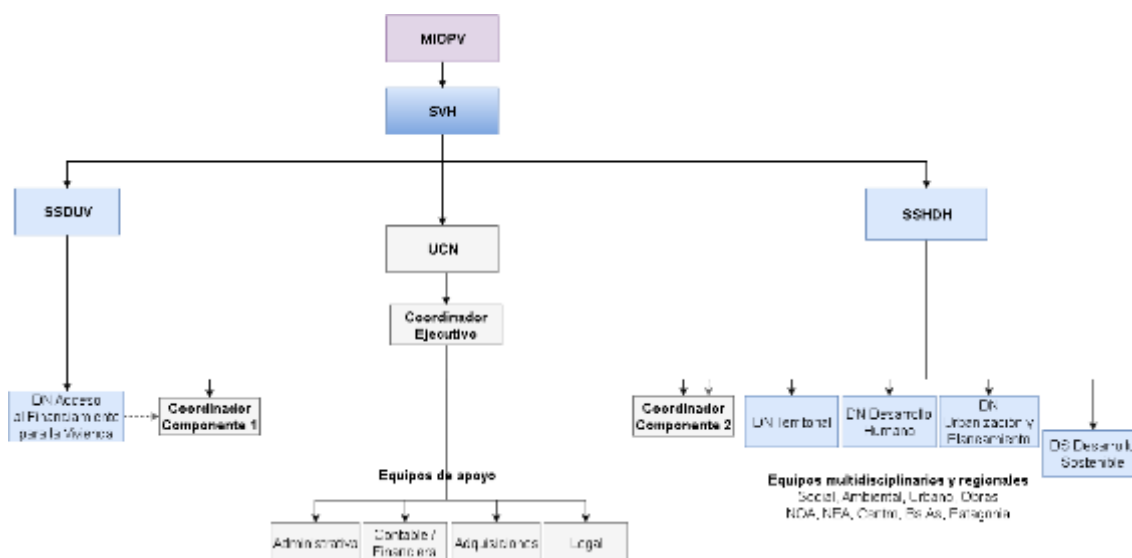 MIOPV
SVH
SSDUV
SSHDH
UCN
Coordinador
Ejecutivo
DN Acceso
al Financiamiento
para la Vivienda
Coordinador
Componente 1
Coordinador
Componente 2
DN Territorial
DN Desarrollo
Humano
DN
Urbanización y
Planeamiento
DS Desarrollo
Sostenible
Equipos de apoyo
Equipos multidisciplinarios y regionales
Social, Ambiental, Urbano, Obras
NOA, NEA, Centro, Bs As, Patagonia
Administrativa
Contable /
Financiera
Adquisiciones
Legal